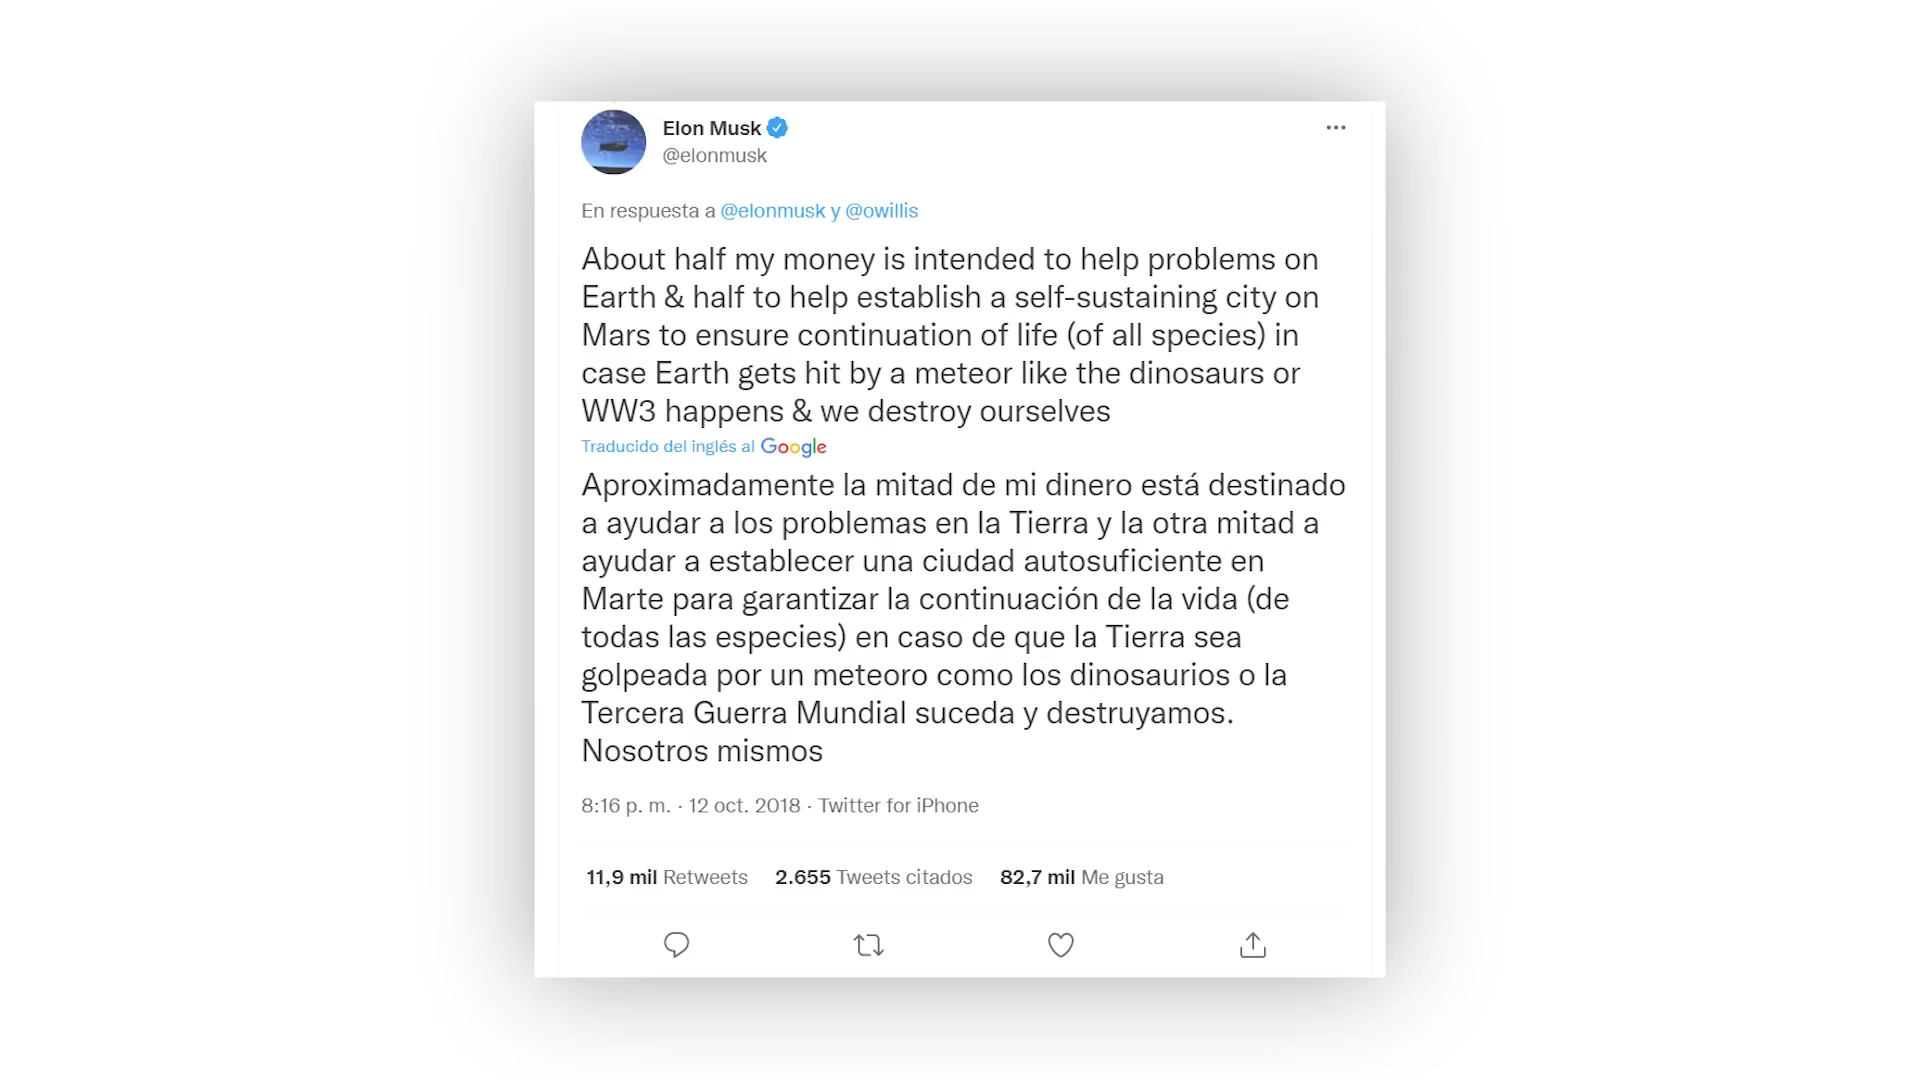 Elon Musk
@elonmusk
En respuesta a @elonmusk y @owillis
About half my money is intended to help problems on
Earth & half to help establish a self-sustaining city on
Mars to ensure continuation of life (of all species) in
case Earth gets hit by a meteor like the dinosaurs or
WW3 happens & we destroy ourselves
Traducido del inglés al Google
Aproximadamente la mitad de mi dinero está destinado
a ayudar a los problemas en la Tierra y la otra mitad a
ayudar a establecer una ciudad autosuficiente en
Marte para garantizar la continuación de la vida (de
todas las especies) en caso de que la Tierra sea
golpeada por un meteoro como los dinosaurios o la
Tercera Guerra Mundial suceda y destruyamos.
Nosotros mismos
8:16 p. m. · 12 oct. 2018 · Twitter for iPhone
11,9 mil Retweets 2.655 Tweets citados 82,7 mil Me gusta